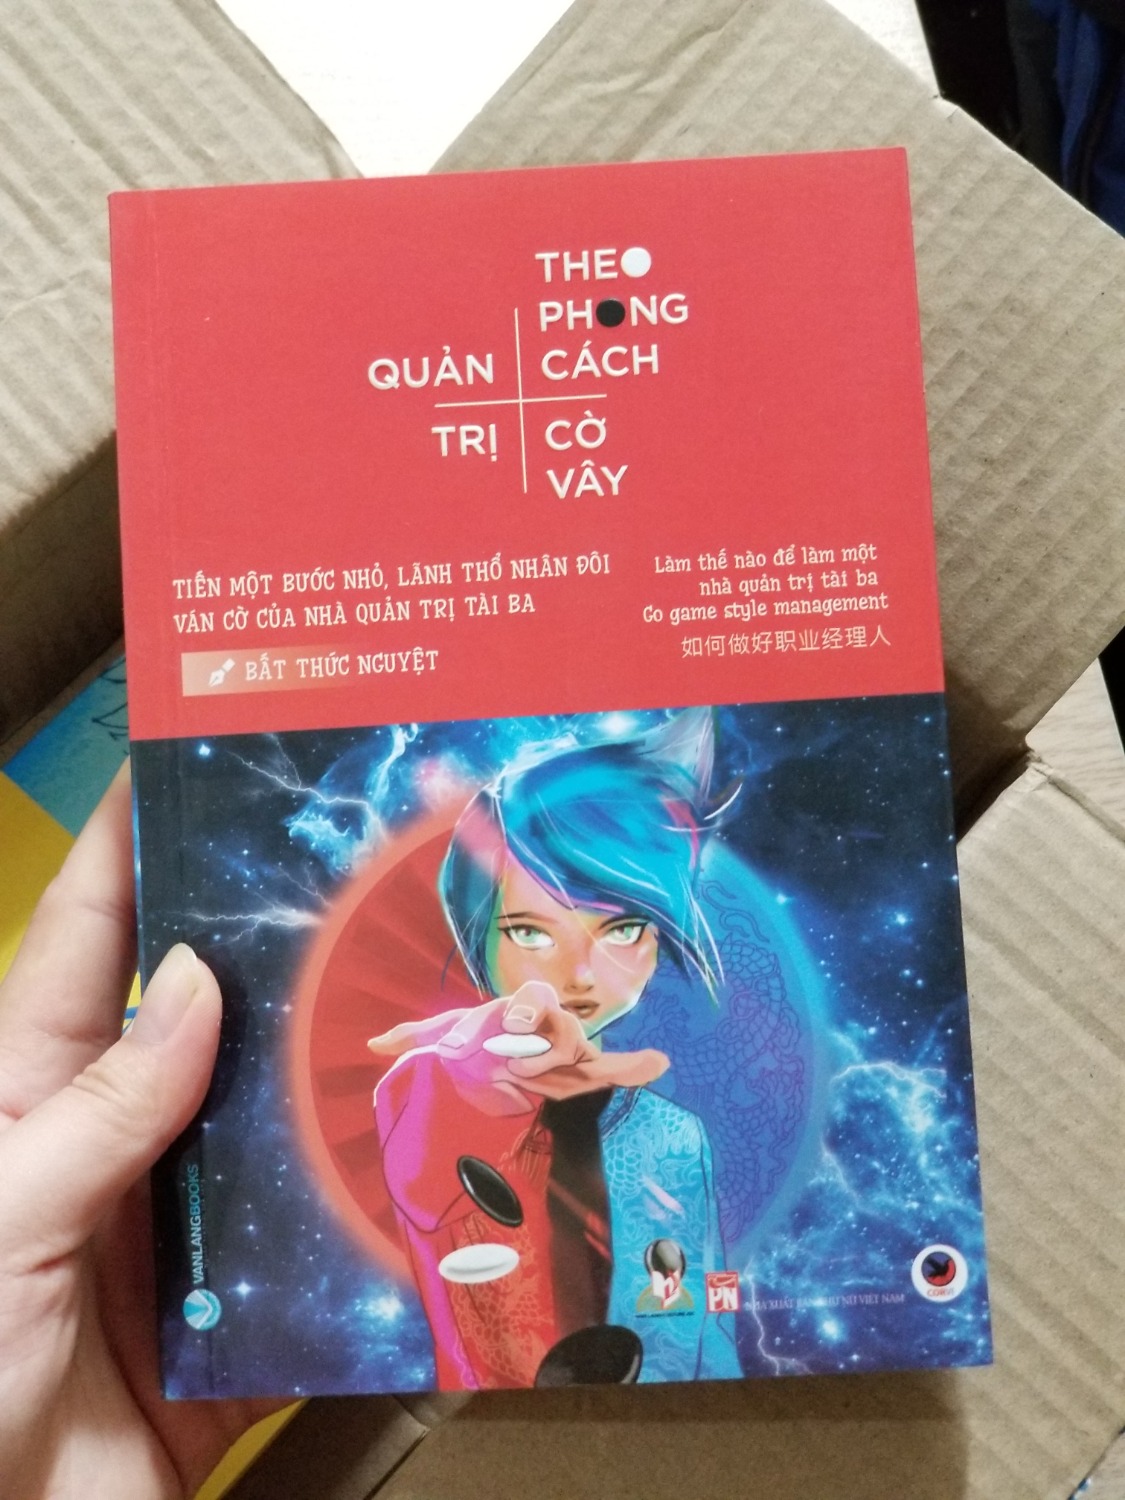 QUẢN
TRỊ
THEO
PHONG
CÁCH
CỜ
VÂY
TIẾN MỘT BƯỚC NHỎ, LÃNH THỔ NHÂN ĐÔI
VÁN CỜ CỦA NHÀ QUẢN TRỊ TÀI BA
BẤT THỨC NGUYỆT
Làm thế nào để làm một
nhà quản trị tài ba
Go game style management
如何做好职业经理人
VANLANGBOOKS
PN
NHÀ XUẤT BẢN PHỤ NỮ VIỆT NAM